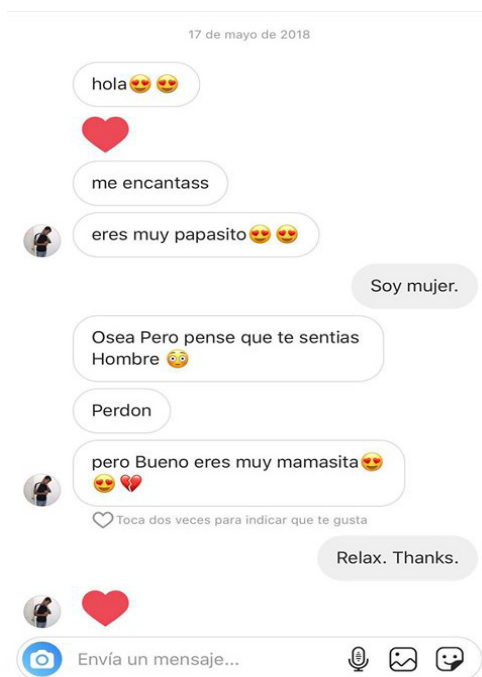 17 de mayo de 2018
hola😍😍
❤️
me encantass
eres muy papasito😍😍
Soy mujer.
Osea Pero pense que te sentias
Hombre 😳
Perdon
pero Bueno eres muy mamasita😍
😍💔
Toca dos veces para indicar que te gusta
Relax. Thanks.
❤️
Envía un mensaje...